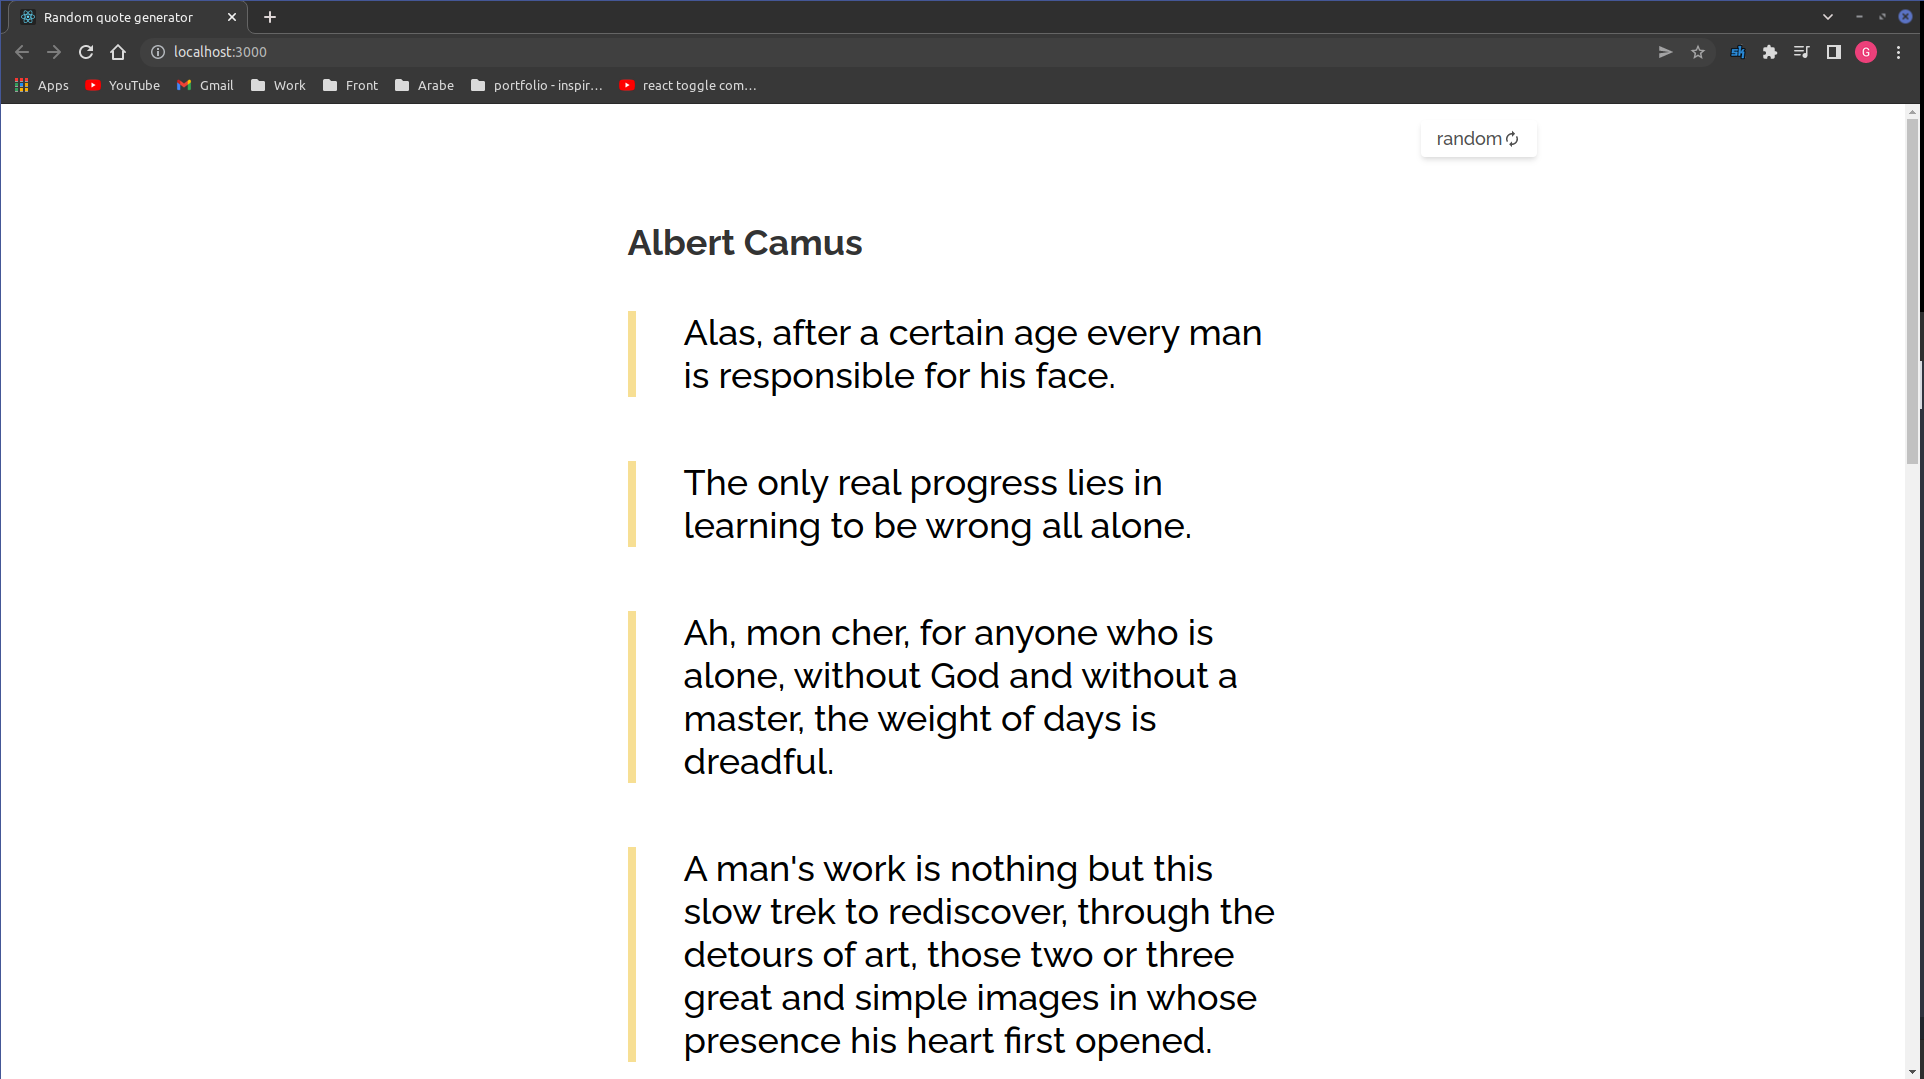 Random quote generator
localhost:3000
sk
G
Apps
YouTube
Gmail
Work
Front
Arabe
portfolio - inspir...
react toggle com...
random
Albert Camus
Alas, after a certain age every man
is responsible for his face.
The only real progress lies in
learning to be wrong all alone.
Ah, mon cher, for anyone who is
alone, without God and without a
master, the weight of days is
dreadful.
A man's work is nothing but this
slow trek to rediscover, through the
detours of art, those two or three
great and simple images in whose
presence his heart first opened.